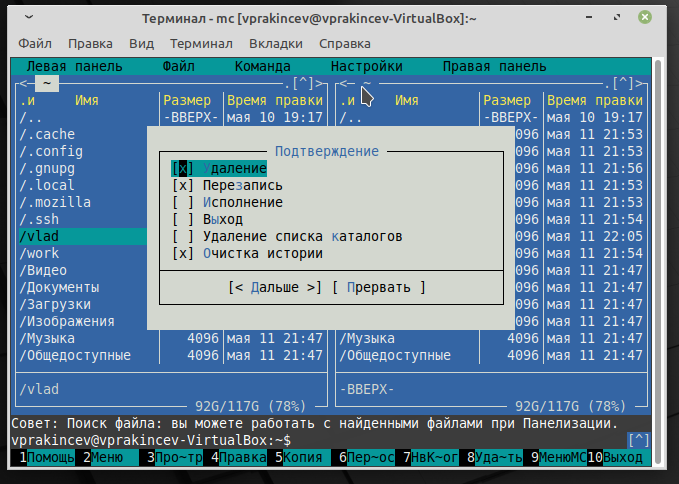 Терминал - mc [vprakincev@vprakincev-VirtualBox]:~
Файл Правка Вид Терминал Вкладки Справка
Левая панель Файл Команда Настройки Правая панель
<─ ~ .[^]> <─ ~ .[^]>
.и Имя Размер Время правки .и Имя Размер Время правки
/.. -ВВЕРХ- мая 10 19:17 /.. -ВВЕРХ- мая 10 19:17
/.cache 4096 мая 11 21:53
/.config Подтверждение 4096 мая 11 21:53
/.gnupg [x] Удаление 4096 мая 11 21:56
/.local [x] Перезапись 4096 мая 11 21:53
/.mozilla [ ] Исполнение 4096 мая 11 21:53
/.ssh [ ] Выход 4096 мая 11 21:54
/vlad [ ] Удаление списка каталогов 4096 мая 11 22:05
/work [x] Очистка истории 4096 мая 11 21:54
/Видео 4096 мая 11 21:47
/Документы [< Дальше >] [ Прервать ] 4096 мая 11 21:47
/Загрузки 4096 мая 11 21:47
/Изображения 4096 мая 11 21:47
/Музыка 4096 мая 11 21:47 /Музыка 4096 мая 11 21:47
/Общедоступные 4096 мая 11 21:47 /Общедоступные 4096 мая 11 21:47
/vlad -ВВЕРХ-
92G/117G (78%) 92G/117G (78%)
Совет: Поиск файла: вы можете работать с найденными файлами при Панелизации.
vprakincev@vprakincev-VirtualBox:~$ [^]
1Помощь 2Меню 3Про~тр 4Правка 5Копия 6Пер~ос 7НвК~ог 8Уда~ть 9МенюMC 10Выход